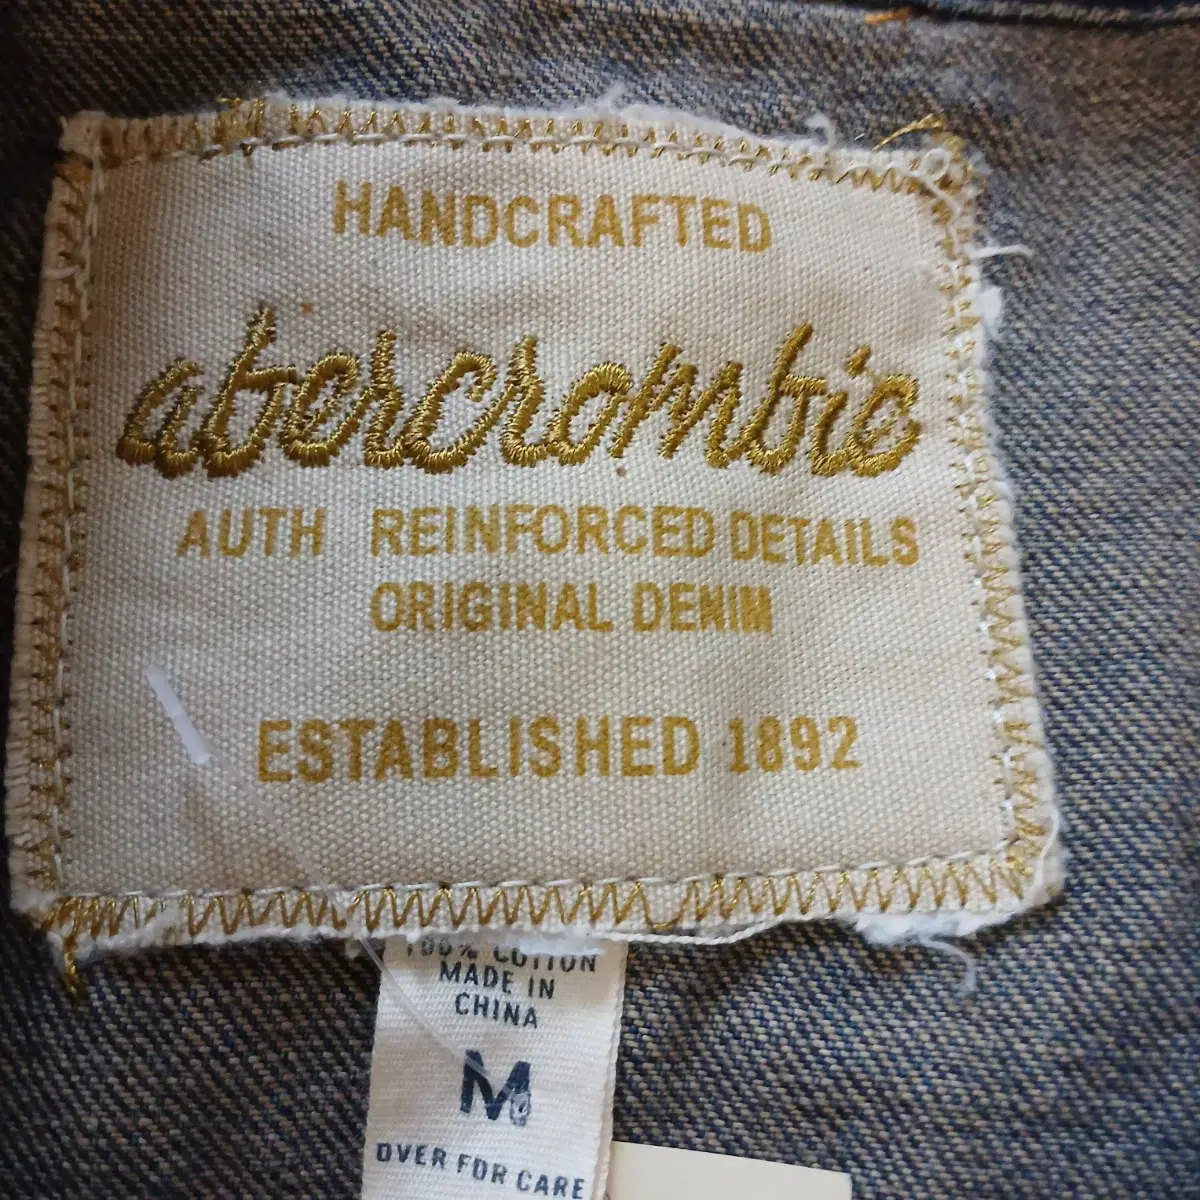 HANDCRAFTED
abercrombie
AUTH REINFORCED DETAILS
ORIGINAL DENIM
ESTABLISHED 1892
100% COTTON
MADE IN
CHINA
M
OVER FOR CARE